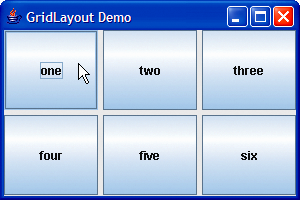 GridLayout Demo
one two three
four five six